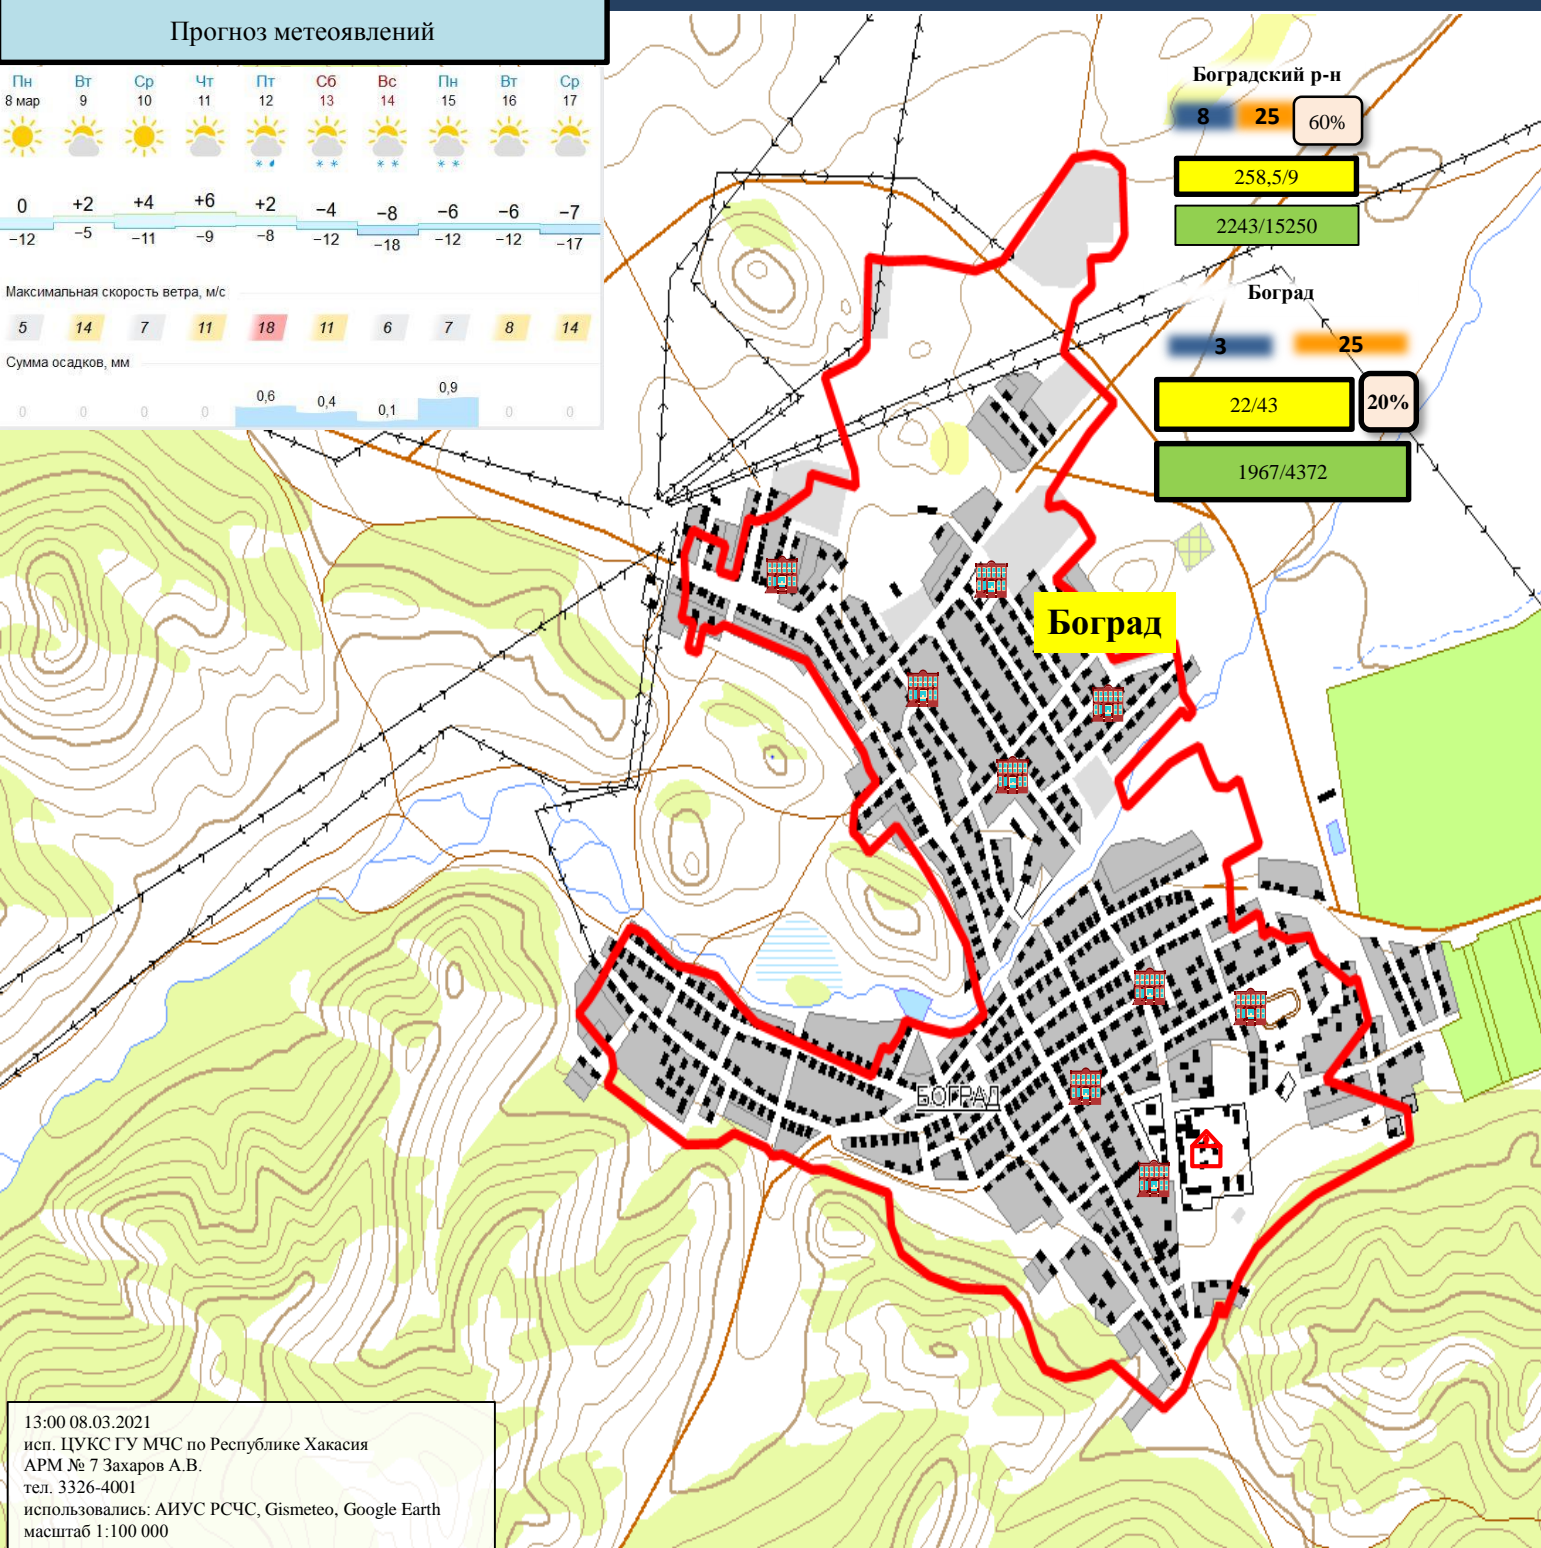 Прогноз метеоявлений
Пн Вт Ср Чт Пт Сб Вс Пн Вт Ср
8 мар 9 10 11 12 13 14 15 16 17
0 +2 +4 +6 +2 −4 −8 −6 −6 −7
−12 −5 −11 −9 −8 −12 −18 −12 −12 −17
Максимальная скорость ветра, м/с
5 14 7 11 18 11 6 7 8 14
Сумма осадков, мм
0 0 0 0 0,6 0,4 0,1 0,9 0 0
Боградский р-н
8 25 60%
258,5/9
2243/15250
Боград
3 25
22/43 20%
1967/4372
Боград
БОГРАД
13:00 08.03.2021
исп. ЦУКС ГУ МЧС по Республике Хакасия
АРМ № 7 Захаров А.В.
тел. 3326-4001
использовались: АИУС РСЧС, Gismeteo, Google Earth
масштаб 1:100 000